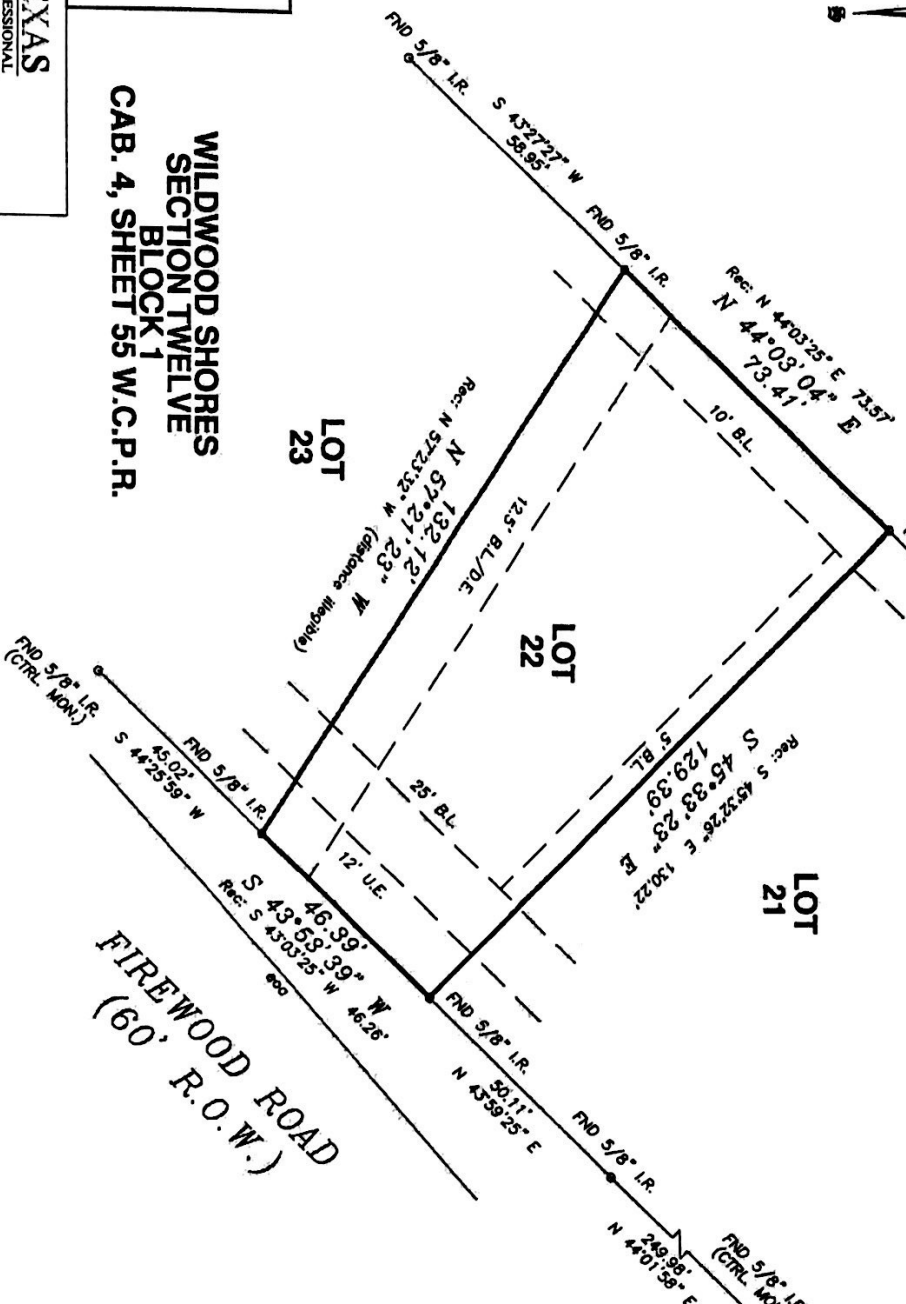 EXAS
ESSIONAL
WILDWOOD SHORES
SECTION TWELVE
BLOCK 1
CAB. 4, SHEET 55 W.C.P.R.
FND 5/8" I.R.
S 43°27'27" W
58.95'
FND 5/8" I.R.
Rec: N 44°03'25" E 73.57'
N 44°03'04" E
73.41'
10' B.L.
LOT
23
132.12'
N 57°21'23" W
Rec: N 57°23'32" W (distance illegible)
12.5' B.L./D.E.
LOT
22
5' B.L.
Rec: S 45°32'26" E 130.22'
S 45°33'23" E
129.39'
LOT
21
25' B.L.
12' U.E.
FND 5/8" I.R.
(CTRL. MON.)
45.02'
S 44°25'59" W
FND 5/8" I.R.
46.39'
S 43°53'39" W
Rec: S 43°03'25" W 46.26'
FND 5/8" I.R.
50.11'
N 43°59'25" E
FND 5/8" I.R.
249.98'
N 44°01'58" E
FND 5/8" I.R.
(CTRL. MON.
FIREWOOD ROAD
(60' R.O.W.)